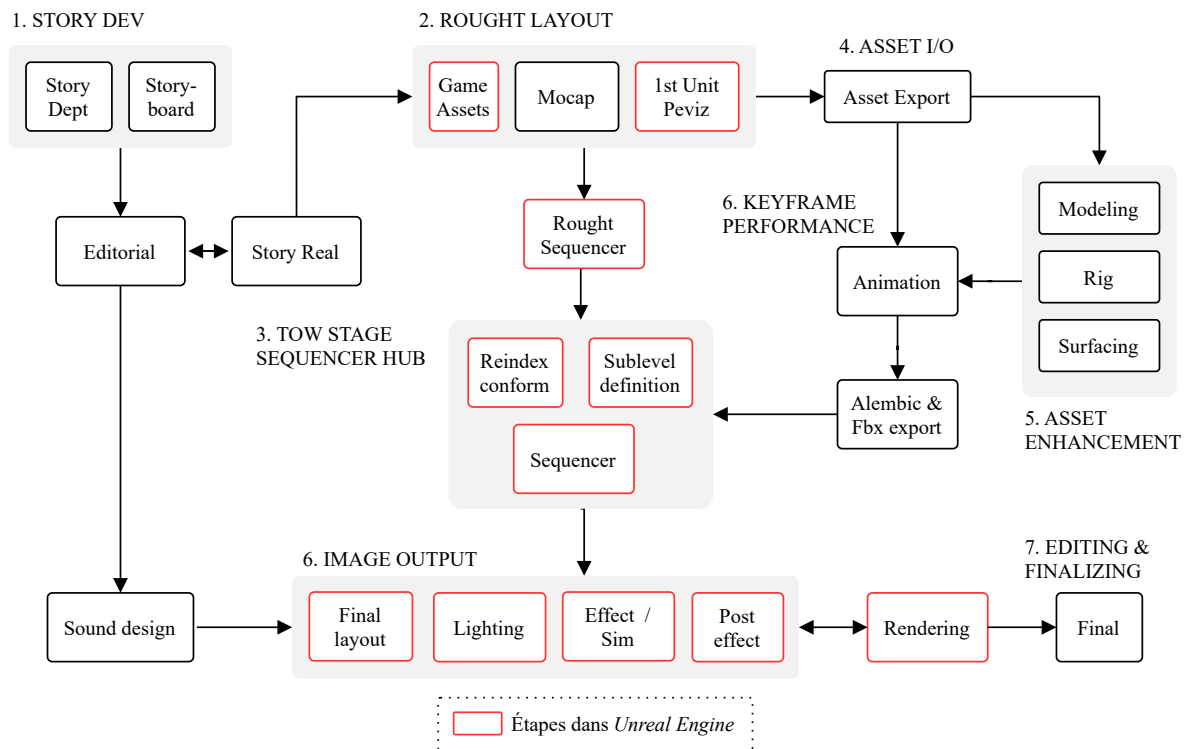 1. STORY DEV
Story
Dept
Story-
board
Editorial
Story Real
2. ROUGHT LAYOUT
Game
Assets
Mocap
1st Unit
Peviz
Rought
Sequencer
3. TOW STAGE
SEQUENCER HUB
Reindex
conform
Sublevel
definition
Sequencer
4. ASSET I/O
Asset Export
6. KEYFRAME
PERFORMANCE
Animation
Alembic &
Fbx export
Modeling
Rig
Surfacing
5. ASSET
ENHANCEMENT
Sound design
6. IMAGE OUTPUT
Final
layout
Lighting
Effect / 
Sim
Post
effect
Rendering
7. EDITING &
FINALIZING
Final
Étapes dans Unreal Engine